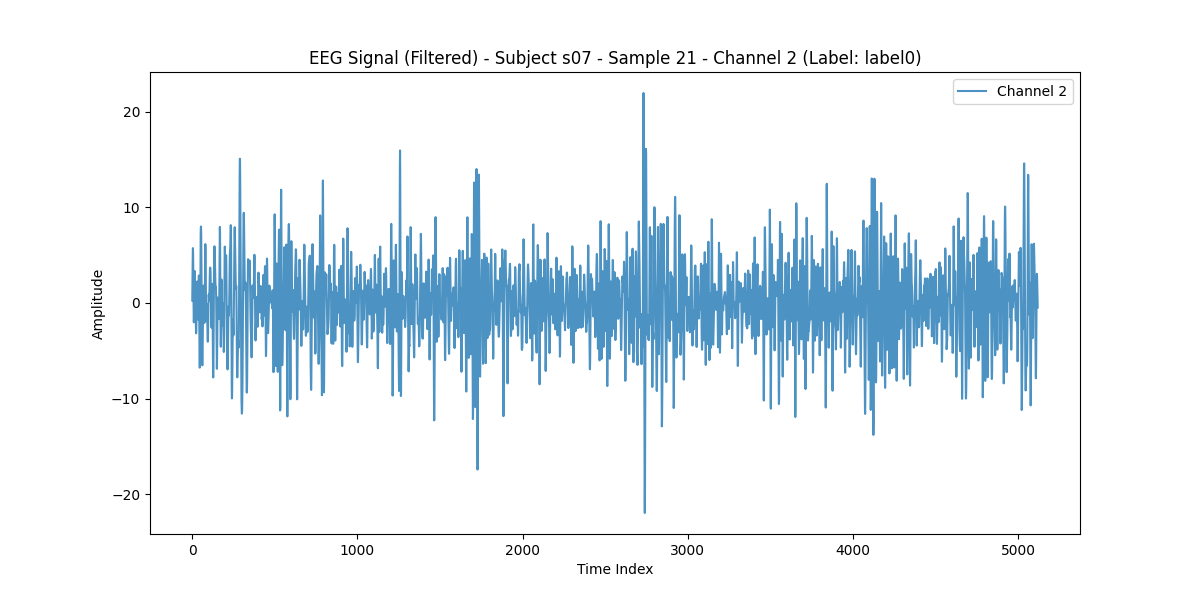 EEG Signal (Filtered) - Subject s07 - Sample 21 - Channel 2 (Label: label0)
Channel 2
20
10
0
−10
−20
Amplitude
0 1000 2000 3000 4000 5000
Time Index